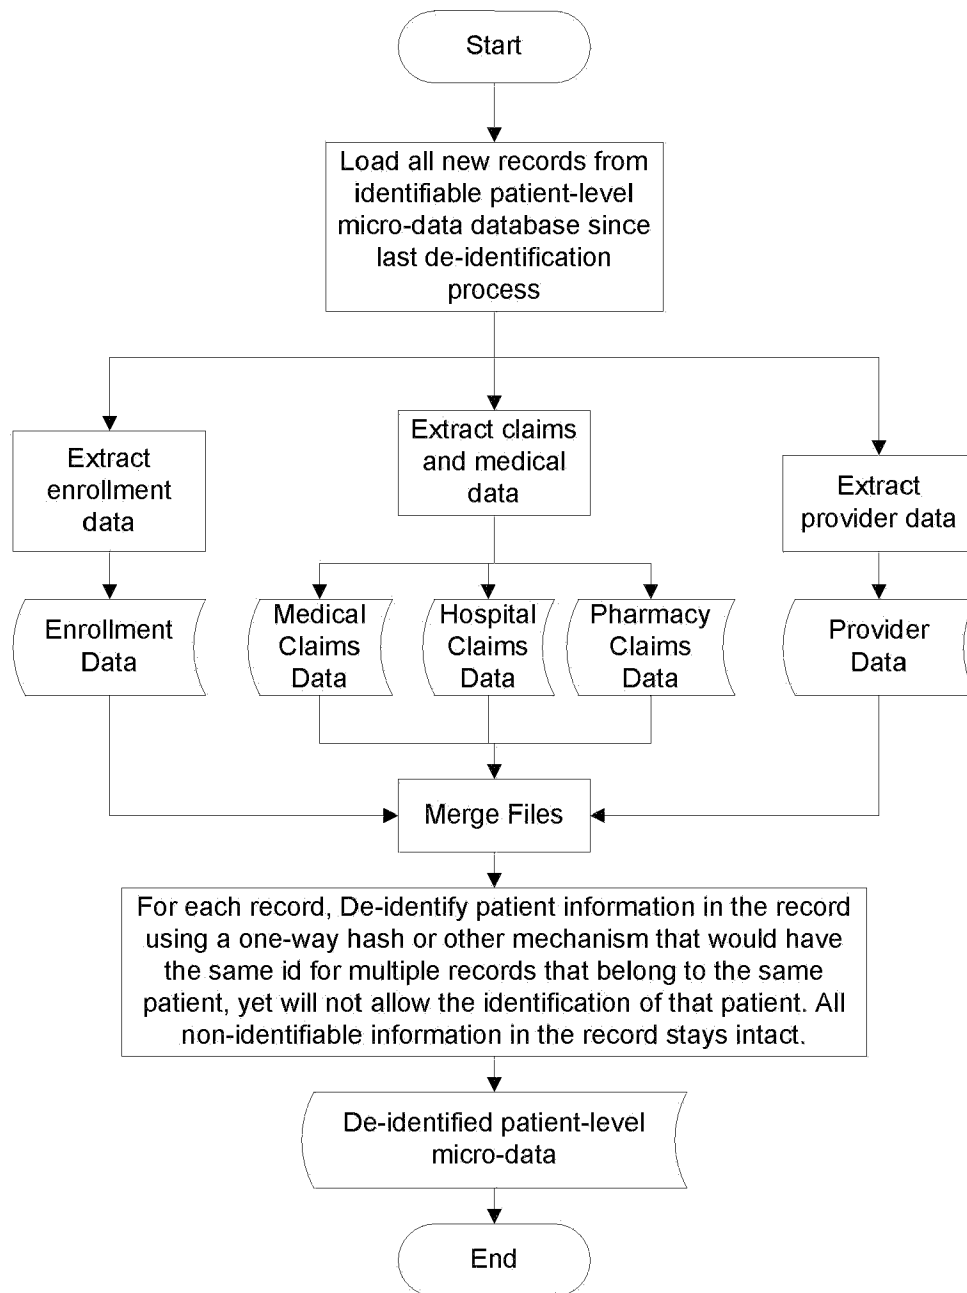 Start
Load all new records from
identifiable patient-level
micro-data database since
last de-identification
process
Extract
enrollment
data
Extract claims
and medical
data
Extract
provider data
Enrollment
Data
Medical
Claims
Data
Hospital
Claims
Data
Pharmacy
Claims
Data
Provider
Data
Merge Files
For each record, De-identify patient information in the record
using a one-way hash or other mechanism that would have
the same id for multiple records that belong to the same
patient, yet will not allow the identification of that patient. All
non-identifiable information in the record stays intact.
De-identified patient-level
micro-data
End